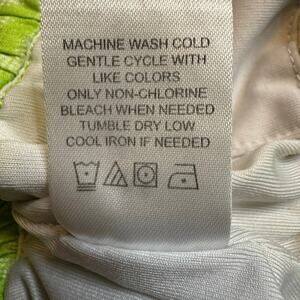 MACHINE WASH COLD
GENTLE CYCLE WITH
LIKE COLORS
ONLY NON-CHLORINE
BLEACH WHEN NEEDED
TUMBLE DRY LOW
COOL IRON IF NEEDED